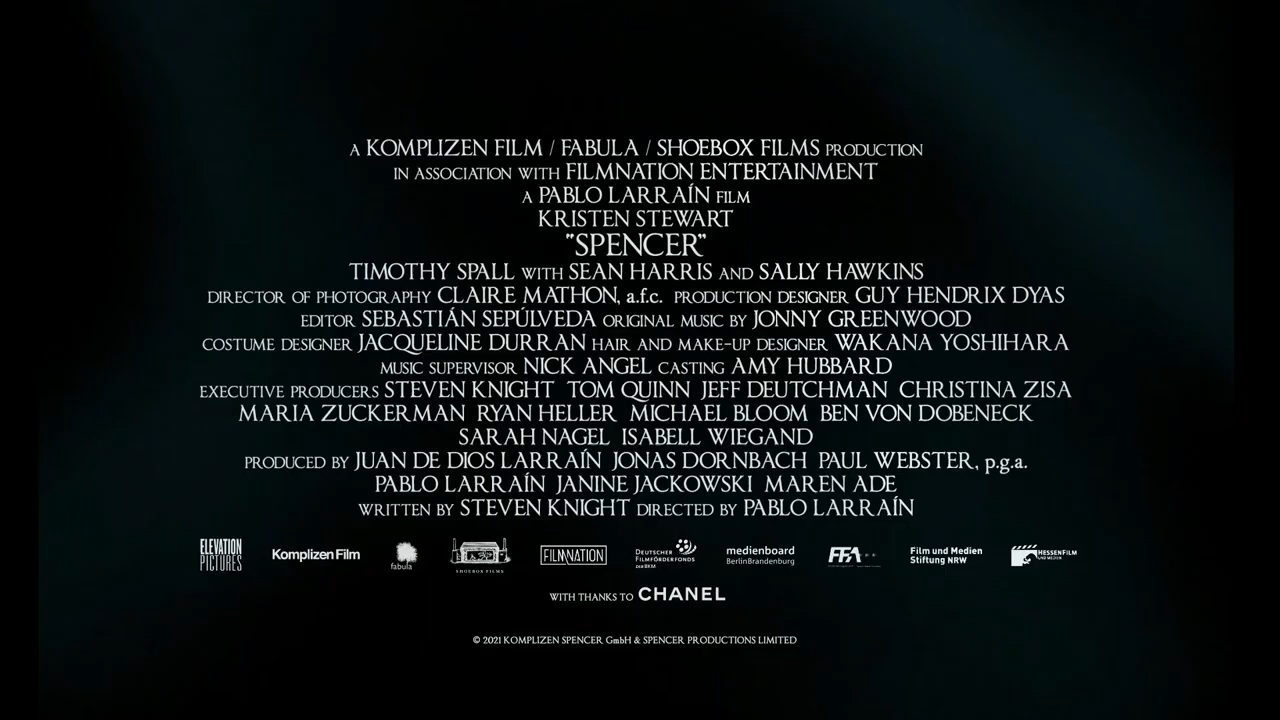 A KOMPLIZEN FILM / FABULA / SHOEBOX FILMS PRODUCTION
IN ASSOCIATION WITH FILMNATION ENTERTAINMENT
A PABLO LARRAÍN FILM
KRISTEN STEWART
"SPENCER"
TIMOTHY SPALL WITH SEAN HARRIS AND SALLY HAWKINS
DIRECTOR OF PHOTOGRAPHY CLAIRE MATHON, a.f.c. PRODUCTION DESIGNER GUY HENDRIX DYAS
EDITOR SEBASTIÁN SEPÚLVEDA ORIGINAL MUSIC BY JONNY GREENWOOD
COSTUME DESIGNER JACQUELINE DURRAN HAIR AND MAKE-UP DESIGNER WAKANA YOSHIHARA
MUSIC SUPERVISOR NICK ANGEL CASTING AMY HUBBARD
EXECUTIVE PRODUCERS STEVEN KNIGHT TOM QUINN JEFF DEUTCHMAN CHRISTINA ZISA
MARIA ZUCKERMAN RYAN HELLER MICHAEL BLOOM BEN VON DOBENECK
SARAH NAGEL ISABELL WIEGAND
PRODUCED BY JUAN DE DIOS LARRAÍN JONAS DORNBACH PAUL WEBSTER, p.g.a.
PABLO LARRAÍN JANINE JACKOWSKI MAREN ADE
WRITTEN BY STEVEN KNIGHT DIRECTED BY PABLO LARRAÍN
ELEVATION
PICTURES
Komplizen Film
fabula
SHOEBOX FILMS
FILMNATION
DEUTSCHER
FILMFÖRDERFONDS
DER BKM
medienboard
BerlinBrandenburg
FFA
Film und Medien
Stiftung NRW
HESSENFILM
UND MEDIEN
WITH THANKS TO CHANEL
© 2021 KOMPLIZEN SPENCER GmbH & SPENCER PRODUCTIONS LIMITED